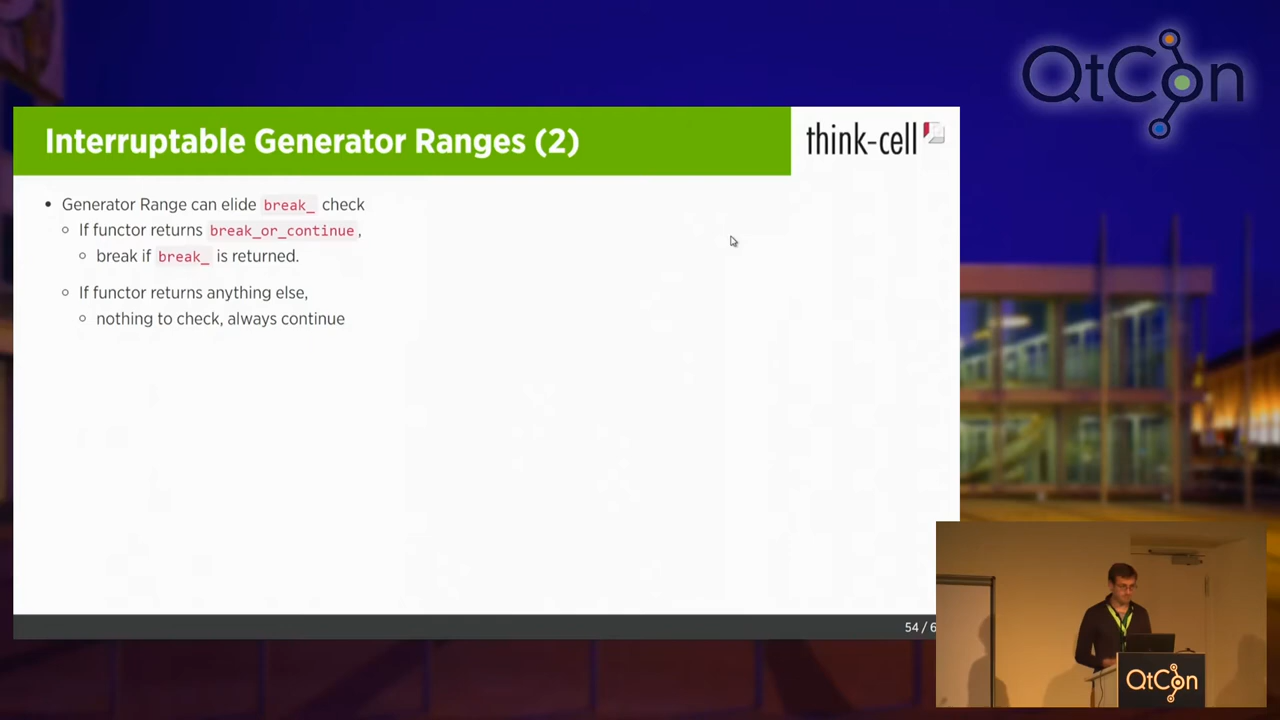 QtCon
Interruptable Generator Ranges (2)
think-cell
• Generator Range can elide break_ check
○ If functor returns break_or_continue,
○ break if break_ is returned.
○ If functor returns anything else,
○ nothing to check, always continue
54 / 6
QtCon